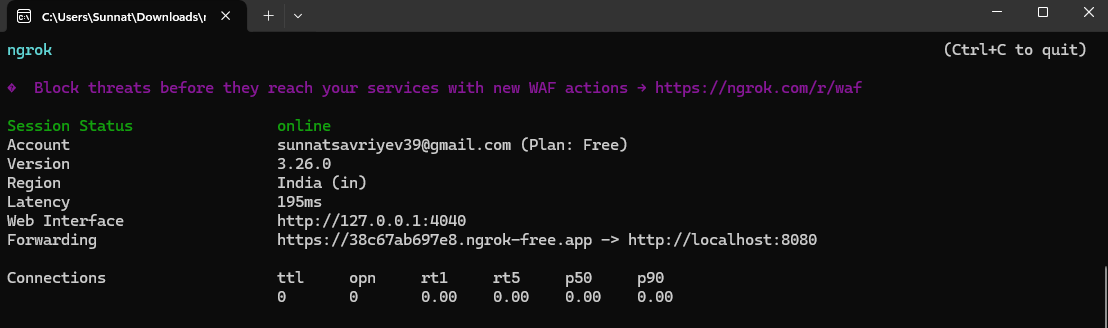 C:\Users\Sunnat\Downloads\r
ngrok (Ctrl+C to quit)
� Block threats before they reach your services with new WAF actions → https://ngrok.com/r/waf
Session Status online
Account sunnatsavriyev39@gmail.com (Plan: Free)
Version 3.26.0
Region India (in)
Latency 195ms
Web Interface http://127.0.0.1:4040
Forwarding https://38c67ab697e8.ngrok-free.app -> http://localhost:8080
Connections ttl opn rt1 rt5 p50 p90
0 0 0.00 0.00 0.00 0.00